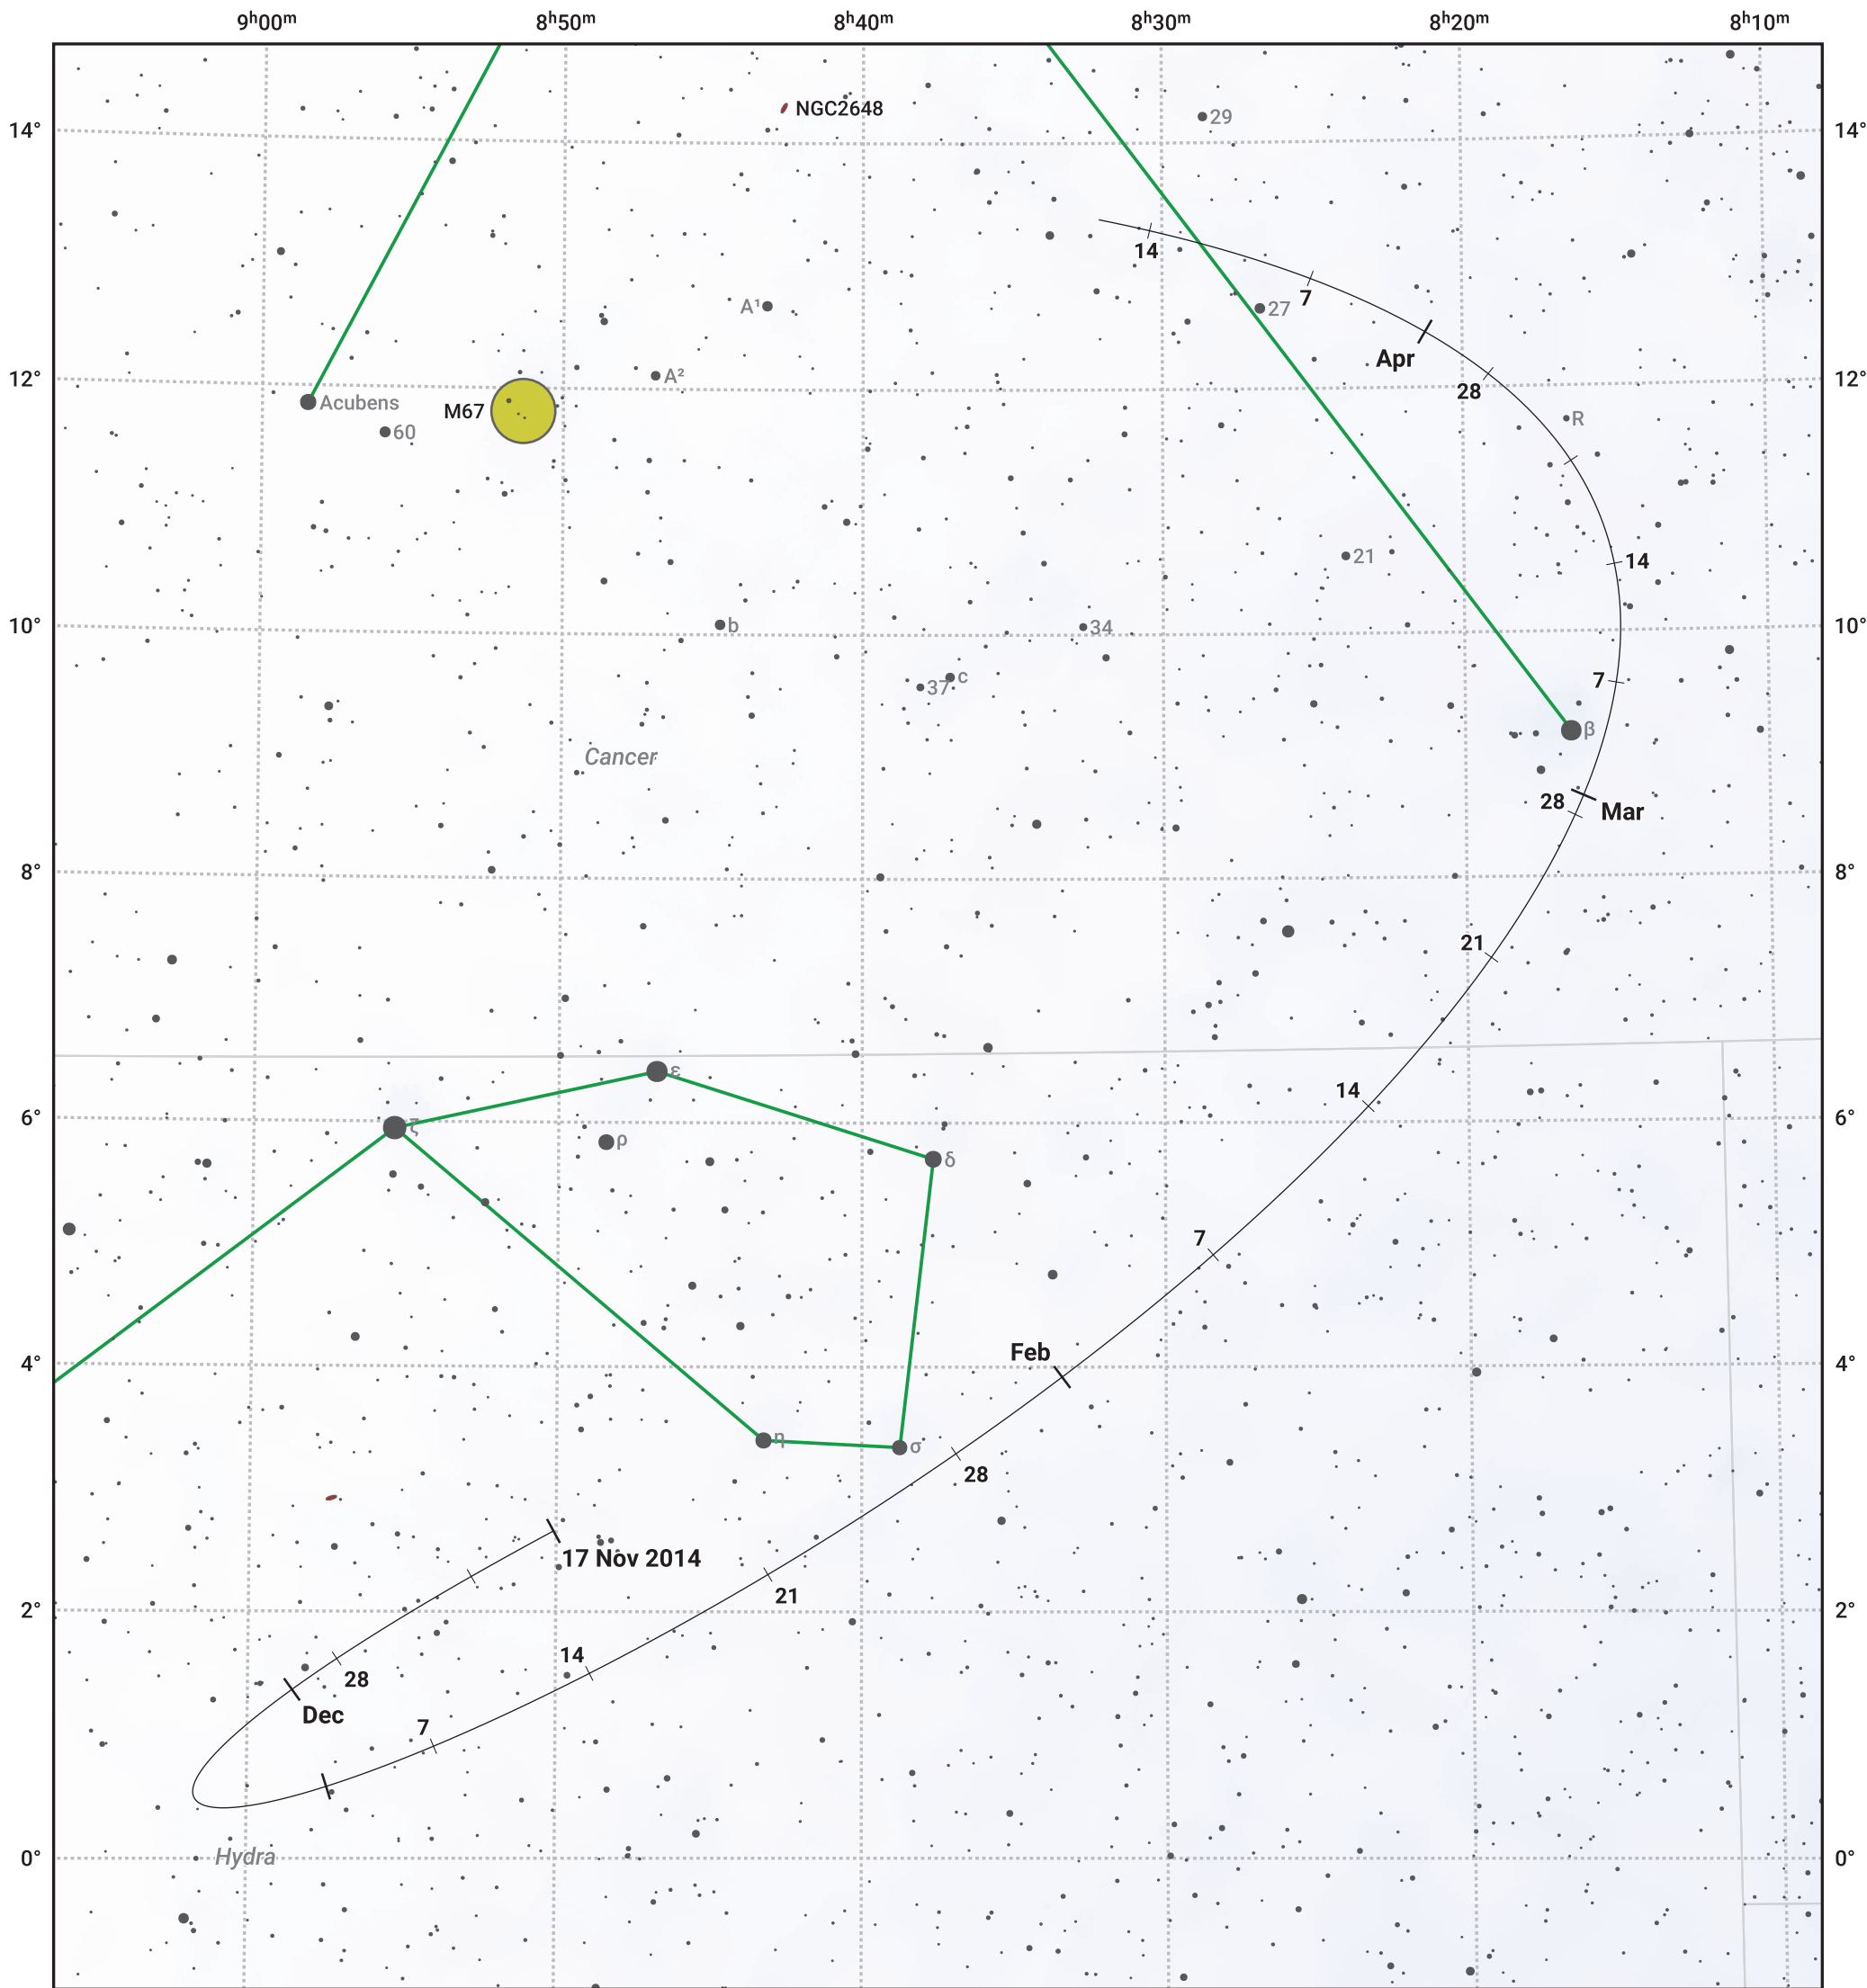 9ʰ00ᵐ 8ʰ50ᵐ 8ʰ40ᵐ 8ʰ30ᵐ 8ʰ20ᵐ 8ʰ10ᵐ
NGC2648
29
14° 14°
14
A¹ 7
27
Apr
12° A² 12°
28
Acubens M67 R
60
21 14
10° b 34 10°
37 c 7
β
Cancer
28 Mar
8° 8°
21
ε 14
6° ζ 6°
ρ
δ
7
Feb
4° 4°
η σ
28
17 Nov 2014
21
2° 2°
14
28
Dec
7
0° Hydra 0°